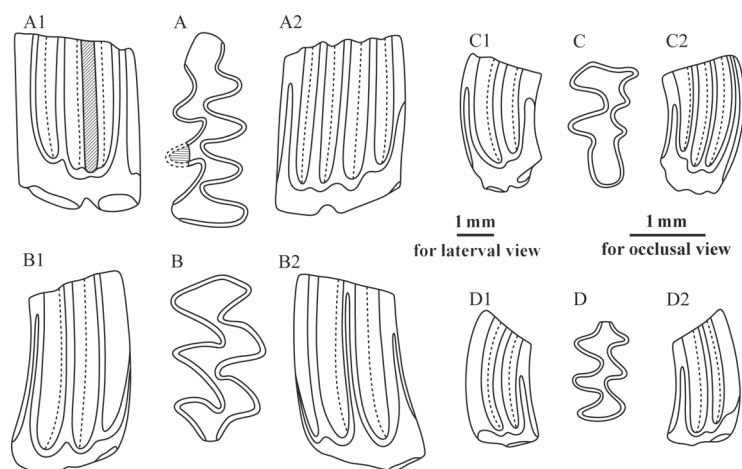 A1 A A2
C1 C C2
1 mm
for laterval view
1 mm
for occlusal view
B1 B B2
D1 D D2